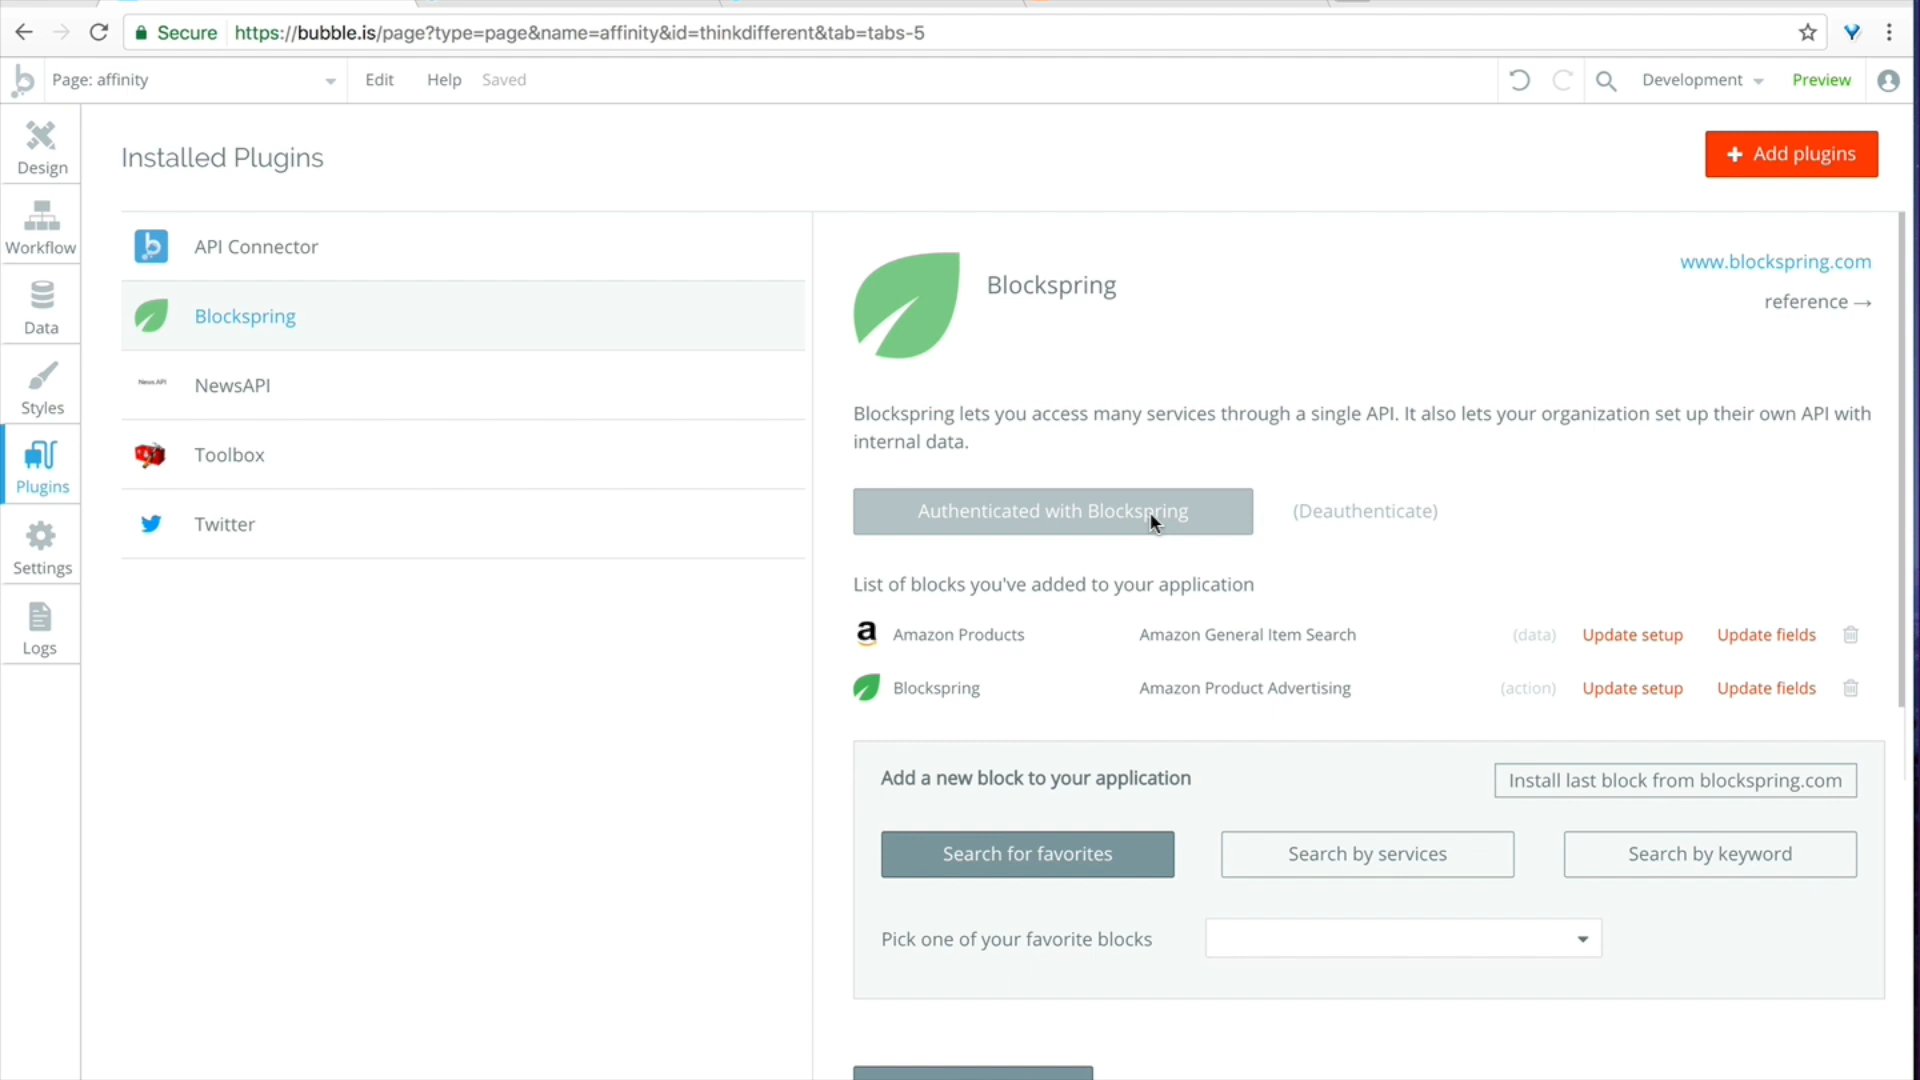 Secure https://bubble.is/page?type=page&name=affinity&id=thinkdifferent&tab=tabs-5
Page: affinity Edit Help Saved Development Preview
Design
Workflow
Data
Styles
Plugins
Settings
Logs
Installed Plugins
+ Add plugins
API Connector
Blockspring
News API NewsAPI
Toolbox
Twitter
Blockspring
www.blockspring.com
reference →
Blockspring lets you access many services through a single API. It also lets your organization set up their own API with
internal data.
Authenticated with Blockspring (Deauthenticate)
List of blocks you've added to your application
Amazon Products Amazon General Item Search (data) Update setup Update fields
Blockspring Amazon Product Advertising (action) Update setup Update fields
Add a new block to your application
Install last block from blockspring.com
Search for favorites Search by services Search by keyword
Pick one of your favorite blocks